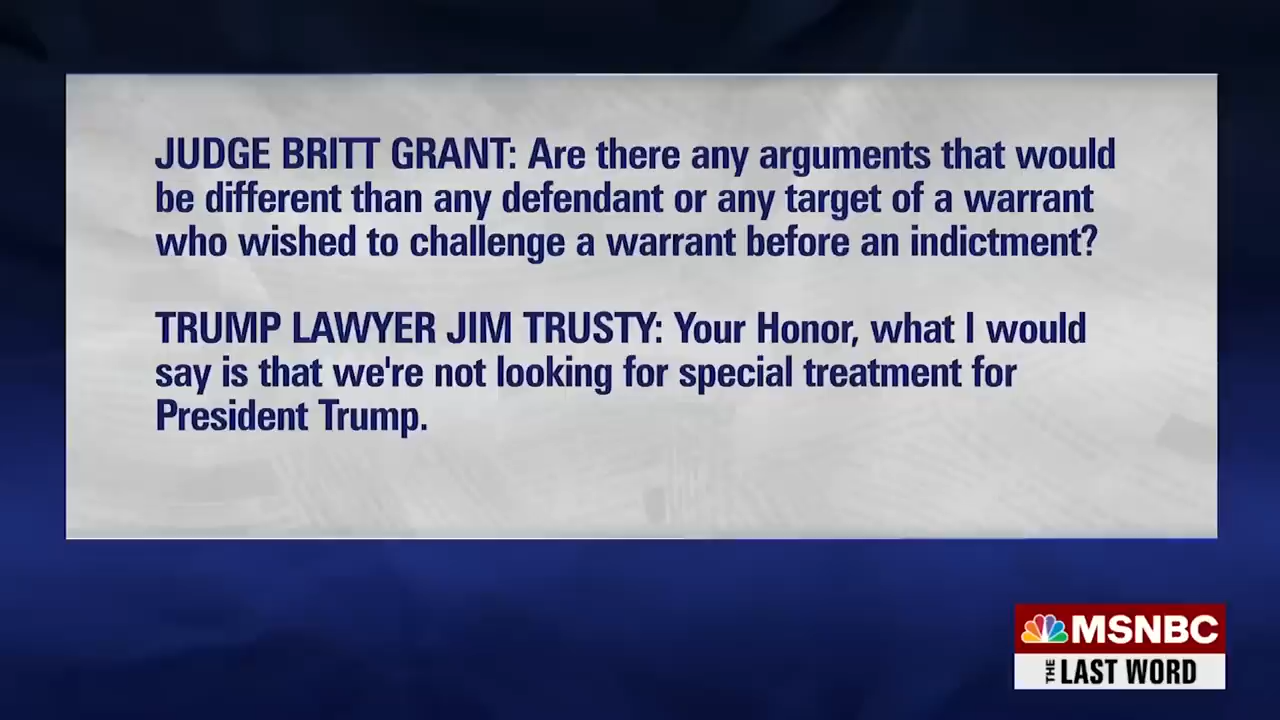 JUDGE BRITT GRANT: Are there any arguments that would
be different than any defendant or any target of a warrant
who wished to challenge a warrant before an indictment?
TRUMP LAWYER JIM TRUSTY: Your Honor, what I would
say is that we're not looking for special treatment for
President Trump.
MSNBC
THE LAST WORD